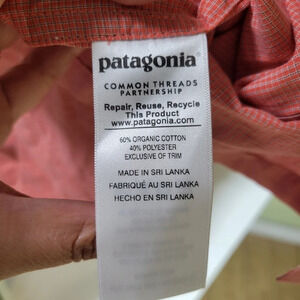 patagonia®
COMMON THREADS
PARTNERSHIP
Repair, Reuse, Recycle
This Product
www.patagonia.com
60% ORGANIC COTTON
40% POLYESTER
EXCLUSIVE OF TRIM
MADE IN SRI LANKA
FABRIQUÉ AU SRI LANKA
HECHO EN SRI LANKA